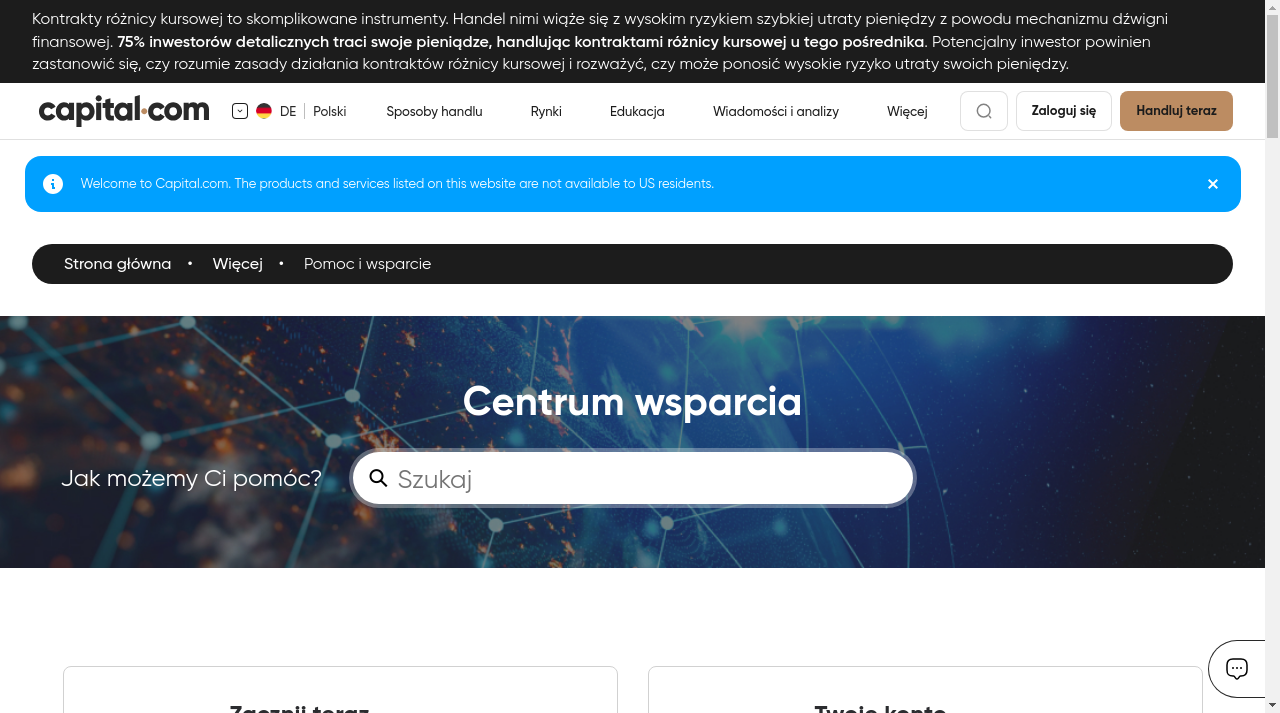 Kontrakty różnicy kursowej to skomplikowane instrumenty. Handel nimi wiąże się z wysokim ryzykiem szybkiej utraty pieniędzy z powodu mechanizmu dźwigni
finansowej. 75% inwestorów detalicznych traci swoje pieniądze, handlując kontraktami różnicy kursowej u tego pośrednika. Potencjalny inwestor powinien
zastanowić się, czy rozumie zasady działania kontraktów różnicy kursowej i rozważyć, czy może ponosić wysokie ryzyko utraty swoich pieniędzy.
capital.com DE Polski Sposoby handlu Rynki Edukacja Wiadomości i analizy Więcej Zaloguj się Handluj teraz
Welcome to Capital.com. The products and services listed on this website are not available to US residents.
Strona główna • Więcej • Pomoc i wsparcie
Centrum wsparcia
Jak możemy Ci pomóc? Szukaj
Zacznij teraz Twoje konto